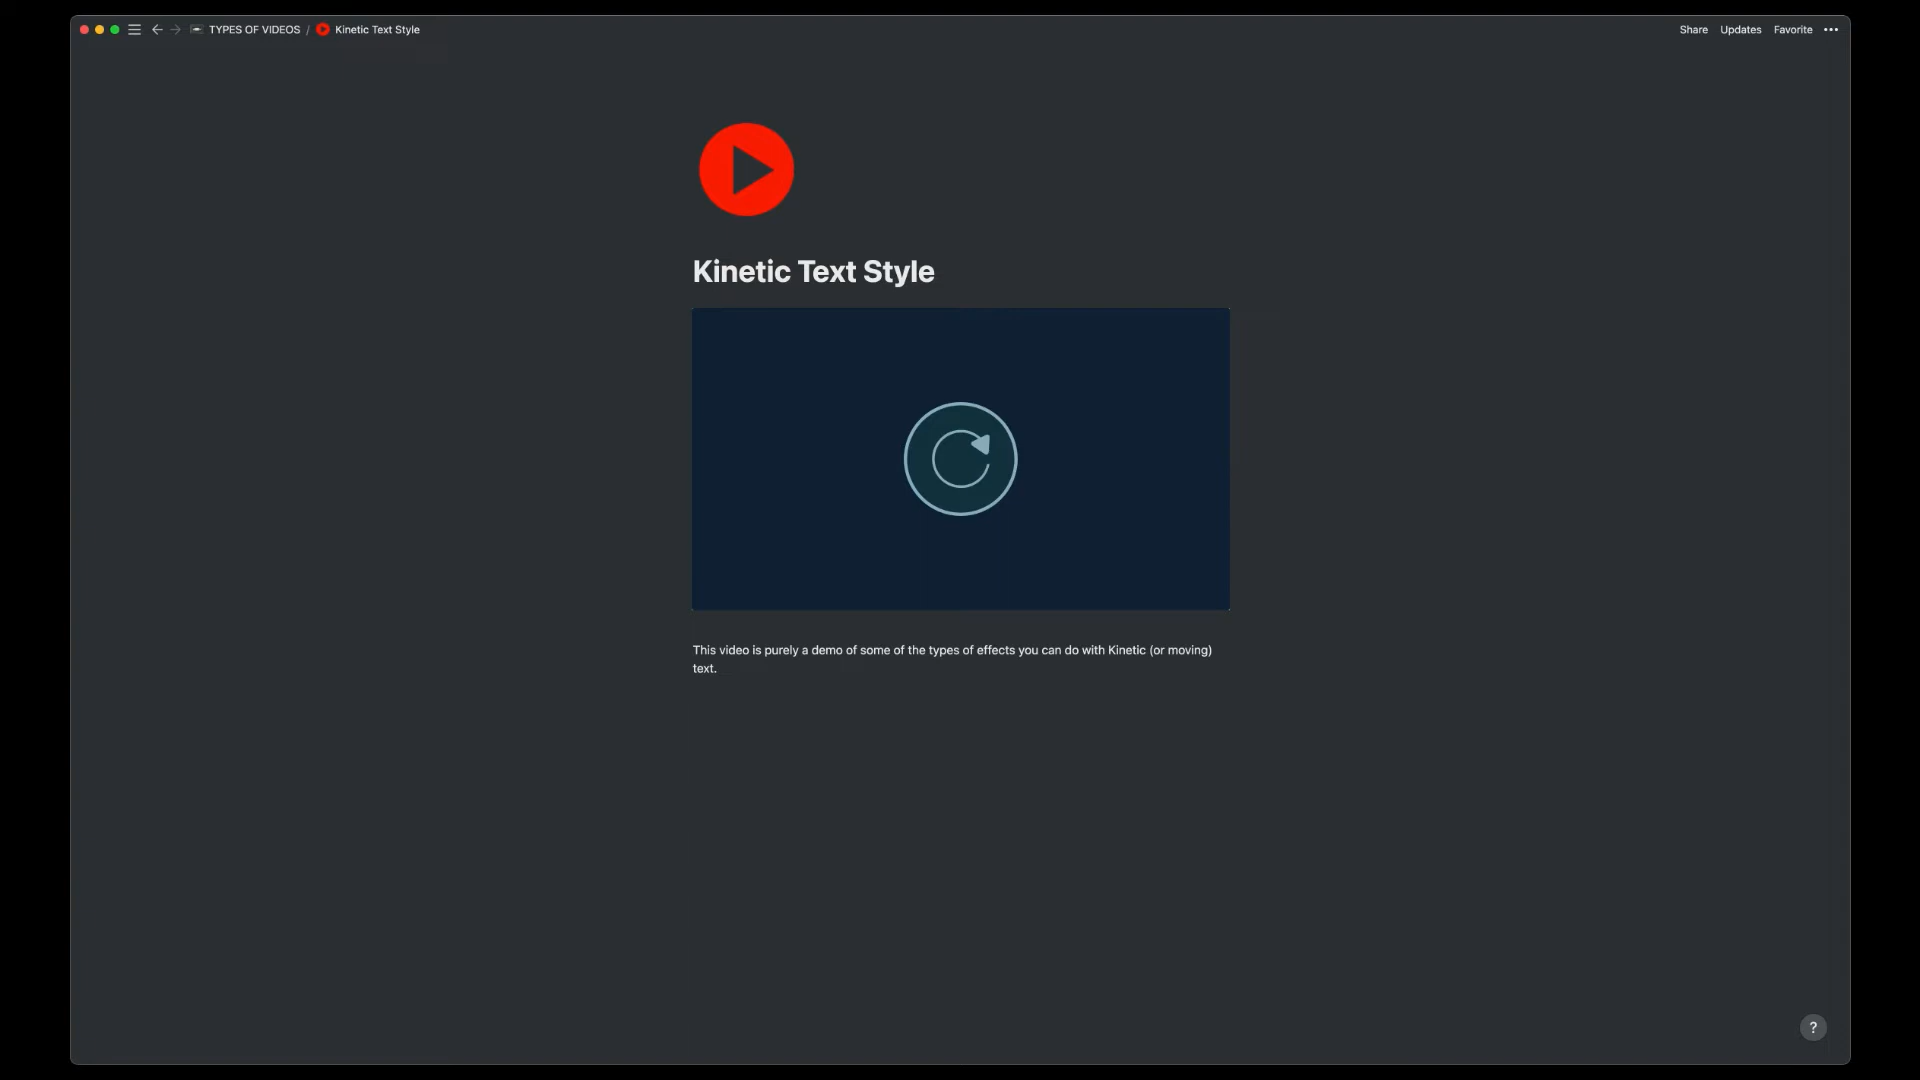 TYPES OF VIDEOS / Kinetic Text Style
Share Updates Favorite •••
Kinetic Text Style
This video is purely a demo of some of the types of effects you can do with Kinetic (or moving)
text.
?